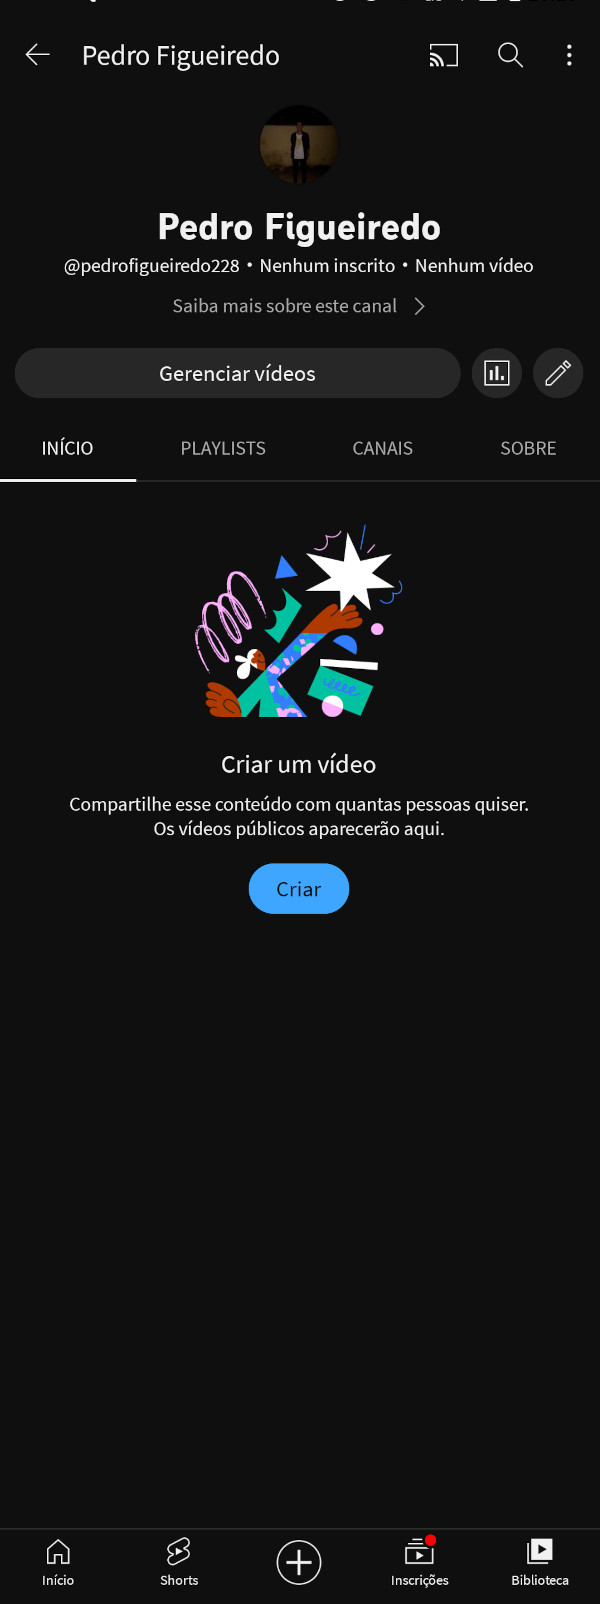 Pedro Figueiredo
Pedro Figueiredo
@pedrofigueiredo228 • Nenhum inscrito • Nenhum vídeo
Saiba mais sobre este canal
Gerenciar vídeos
INÍCIO PLAYLISTS CANAIS SOBRE
Criar um vídeo
Compartilhe esse conteúdo com quantas pessoas quiser.
Os vídeos públicos aparecerão aqui.
Criar
Início Shorts Inscrições Biblioteca